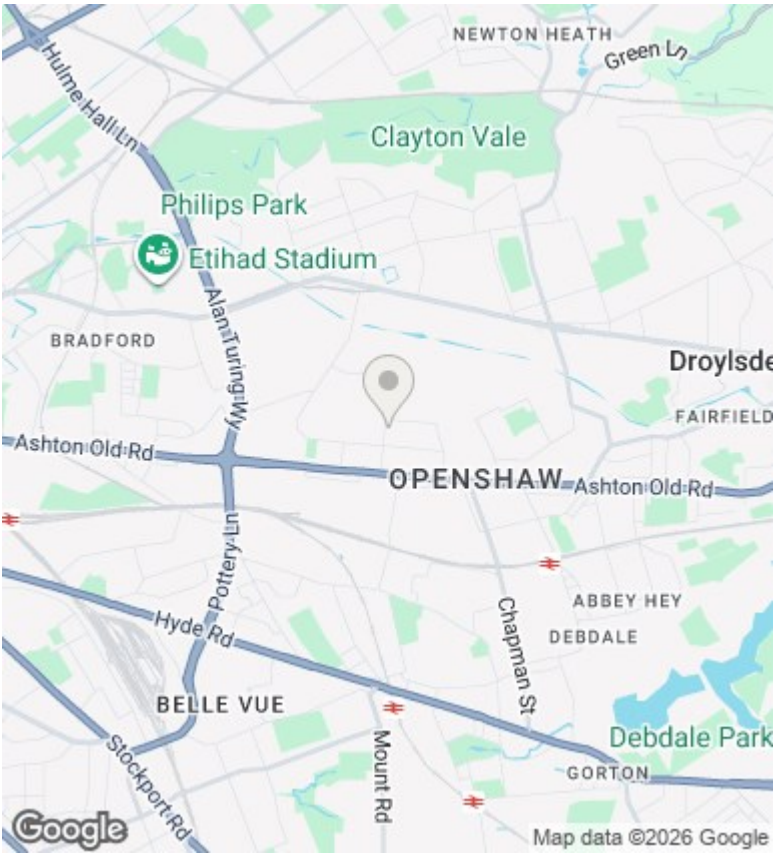 NEWTON HEATH
Green Ln
Hulme Hall Ln
Clayton Vale
Philips Park
Etihad Stadium
Alan Turing Wy
BRADFORD
Droylsde
FAIRFIELD
Ashton Old Rd
OPENSHAW
Ashton Old Rd
Pottery Ln
Hyde Rd
ABBEY HEY
Chapman St
DEBDALE
BELLE VUE
Stockport Rd
Mount Rd
Debdale Park
GORTON
Google
Map data ©2026 Google